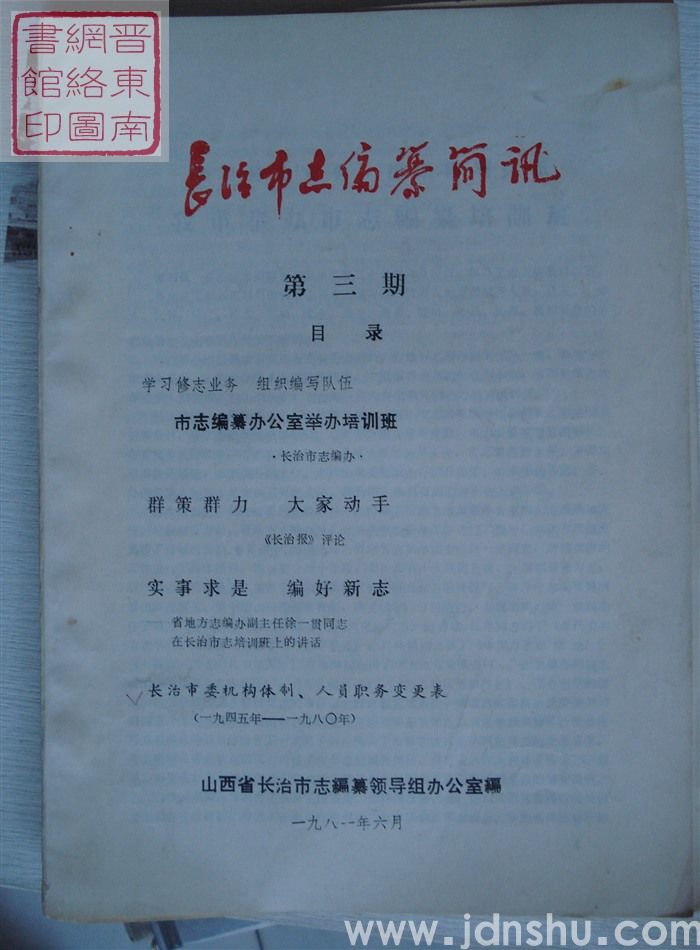 晋東南
網絡圖
書館印
長治市志编纂简讯
第三期
目录
学习修志业务 组织编写队伍
市志编纂办公室举办培训班
·长治市志编办·
群策群力 大家动手
《长治报》评论
实事求是 编好新志
——省地方志编办副主任徐一贯同志
在长治市志培训班上的讲话
长治市委机构体制、人员职务变更表
(一九四五年——一九八〇年)
山西省长治市志编纂领导组办公室编
一九八一年六月
www.jdnshu.com